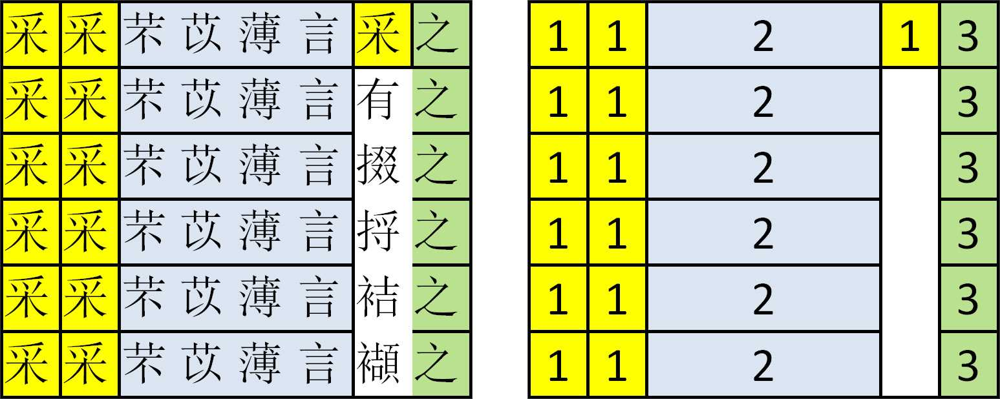 采采芣苡薄言采之
采采芣苡薄言有之
采采芣苡薄言掇之
采采芣苡薄言捋之
采采芣苡薄言袺之
采采芣苡薄言襭之
1 1 2 1 3
1 1 2 3
1 1 2 3
1 1 2 3
1 1 2 3
1 1 2 3